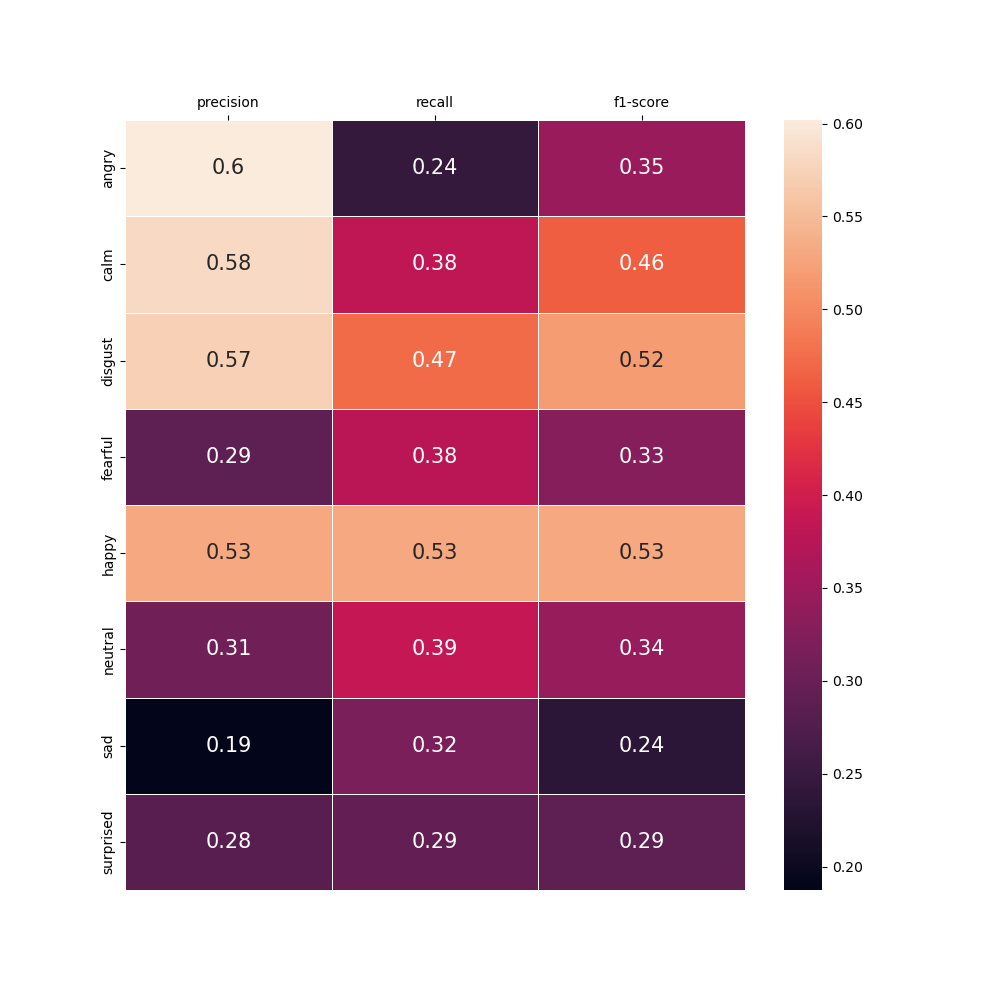 precision recall f1-score
angry 0.6 0.24 0.35
calm 0.58 0.38 0.46
disgust 0.57 0.47 0.52
fearful 0.29 0.38 0.33
happy 0.53 0.53 0.53
neutral 0.31 0.39 0.34
sad 0.19 0.32 0.24
surprised 0.28 0.29 0.29
0.60
0.55
0.50
0.45
0.40
0.35
0.30
0.25
0.20